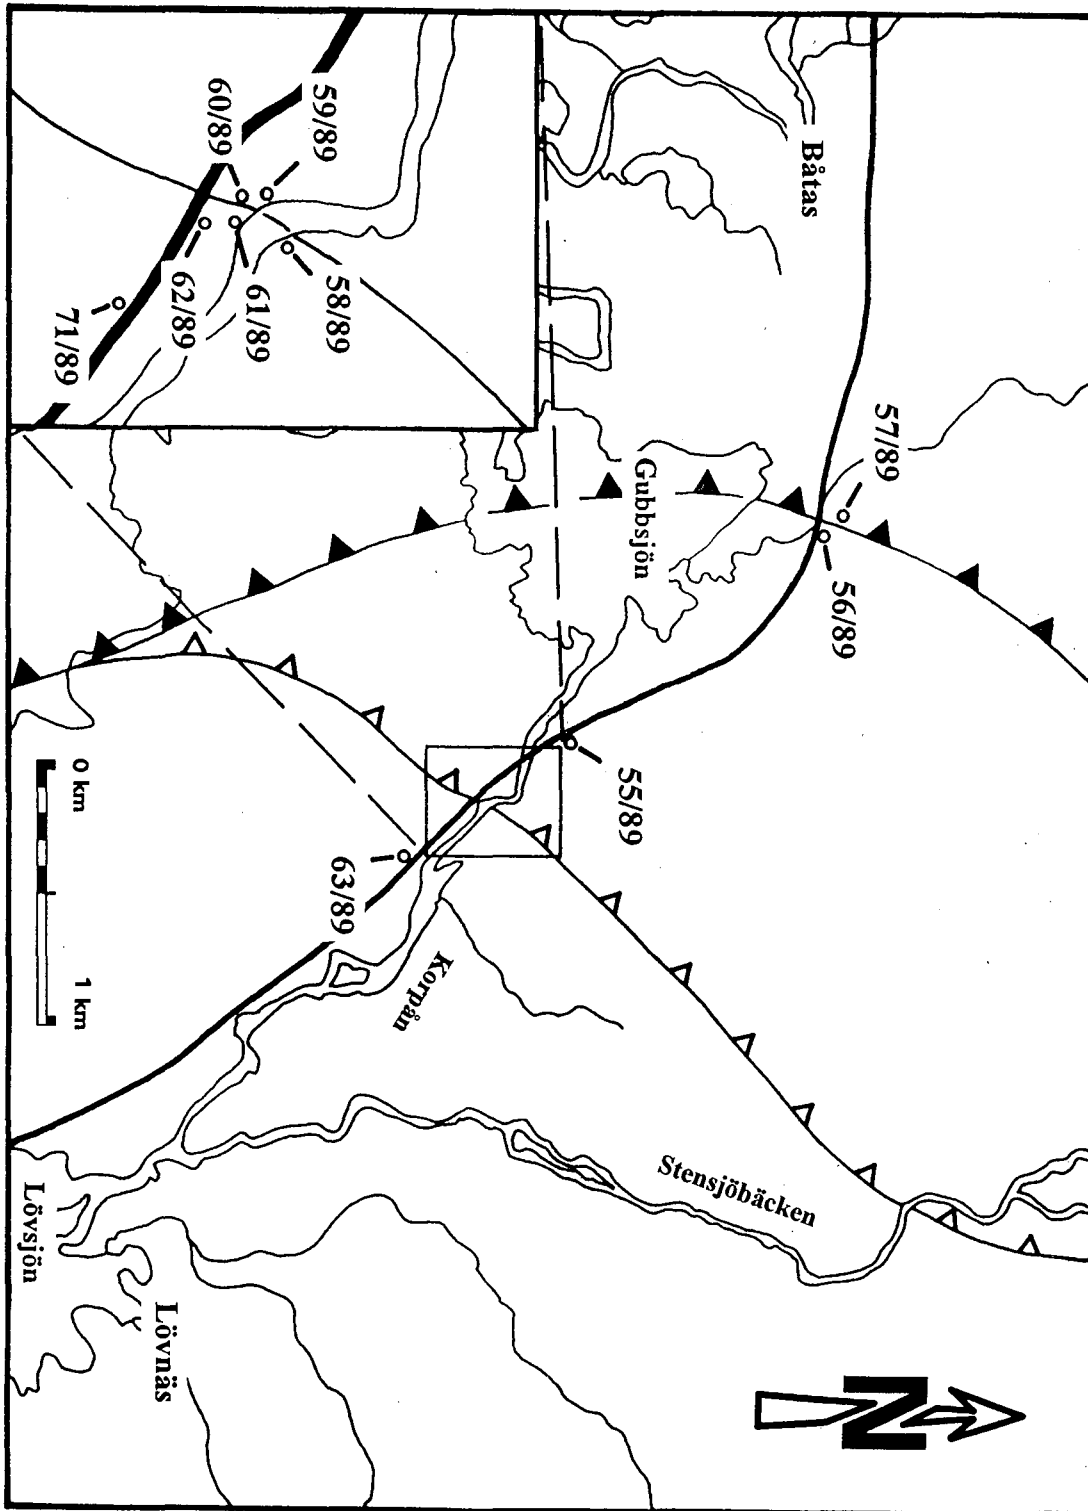 Båtas
59/89
60/89
58/89
61/89
62/89
71/89
57/89
56/89
Gubbsjön
55/89
63/89
Korpån
0 km
1 km
Stensjöbäcken
Lövsjön
Lövnäs
N